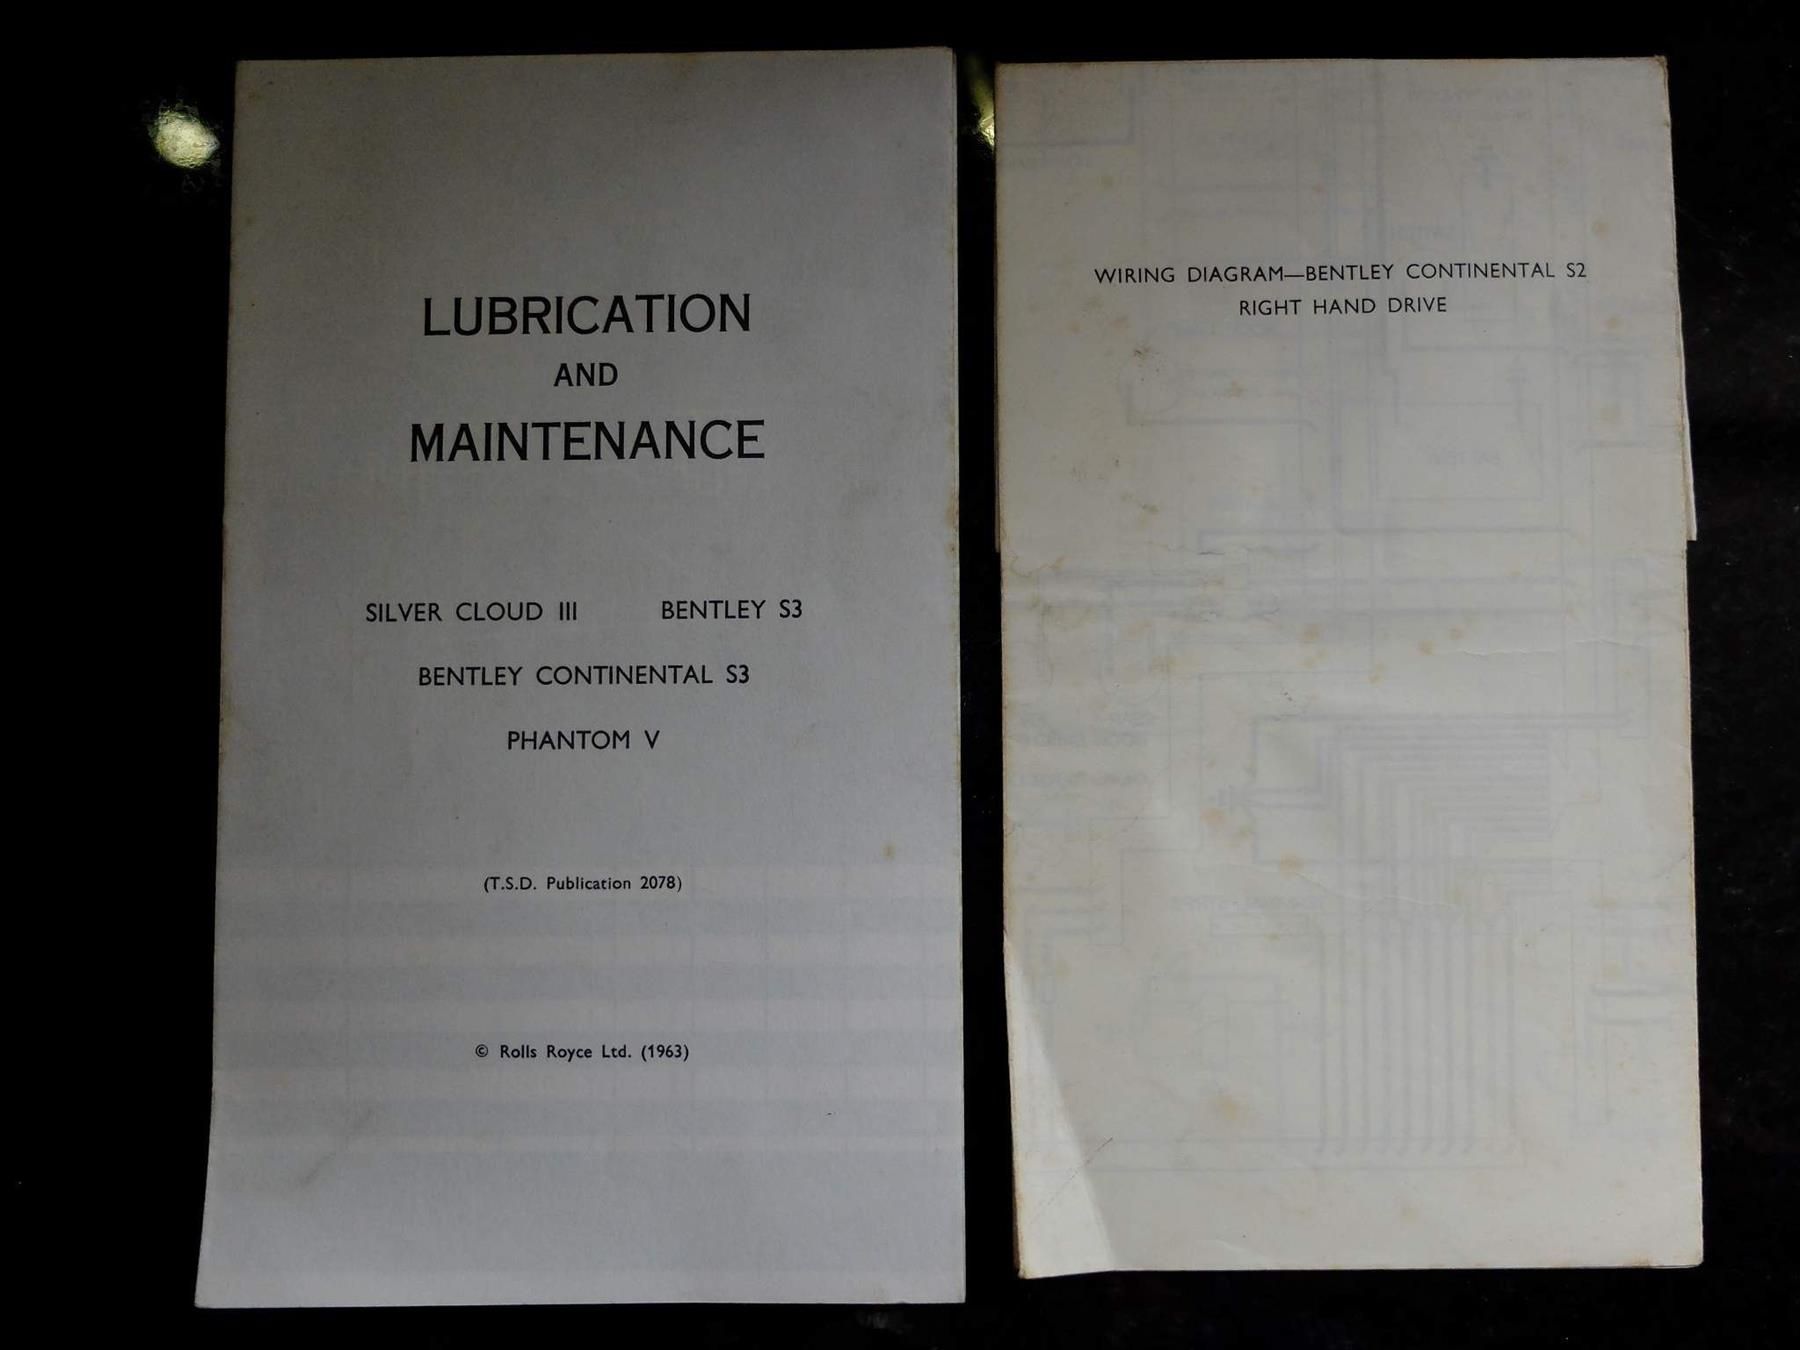 LUBRICATION
AND
MAINTENANCE
SILVER CLOUD III BENTLEY S3
BENTLEY CONTINENTAL S3
PHANTOM V
(T.S.D. Publication 2078)
© Rolls Royce Ltd. (1963)
WIRING DIAGRAM—BENTLEY CONTINENTAL S2
RIGHT HAND DRIVE